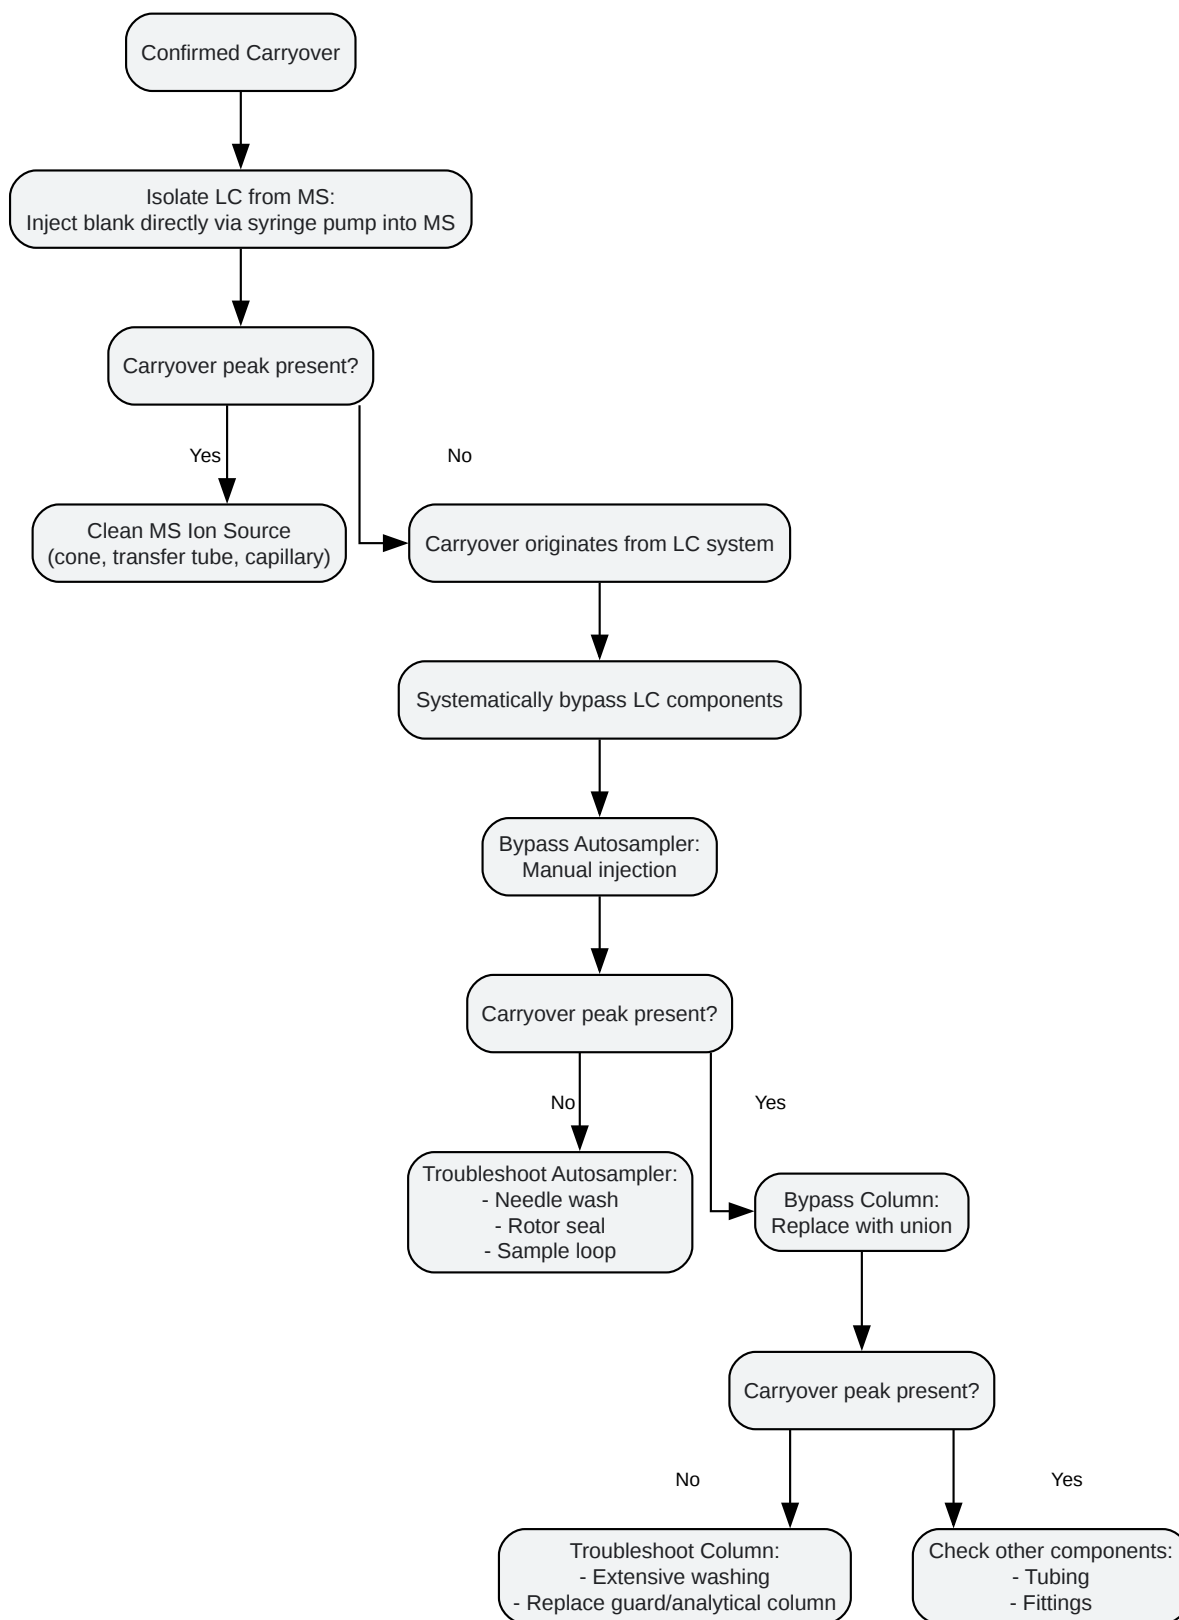 Confirmed Carryover
Isolate LC from MS:
Inject blank directly via syringe pump into MS
Carryover peak present?
Yes
No
Clean MS Ion Source
(cone, transfer tube, capillary)
Carryover originates from LC system
Systematically bypass LC components
Bypass Autosampler:
Manual injection
Carryover peak present?
No
Yes
Troubleshoot Autosampler:
- Needle wash
- Rotor seal
- Sample loop
Bypass Column:
Replace with union
Carryover peak present?
No
Yes
Troubleshoot Column:
- Extensive washing
- Replace guard/analytical column
Check other components:
- Tubing
- Fittings